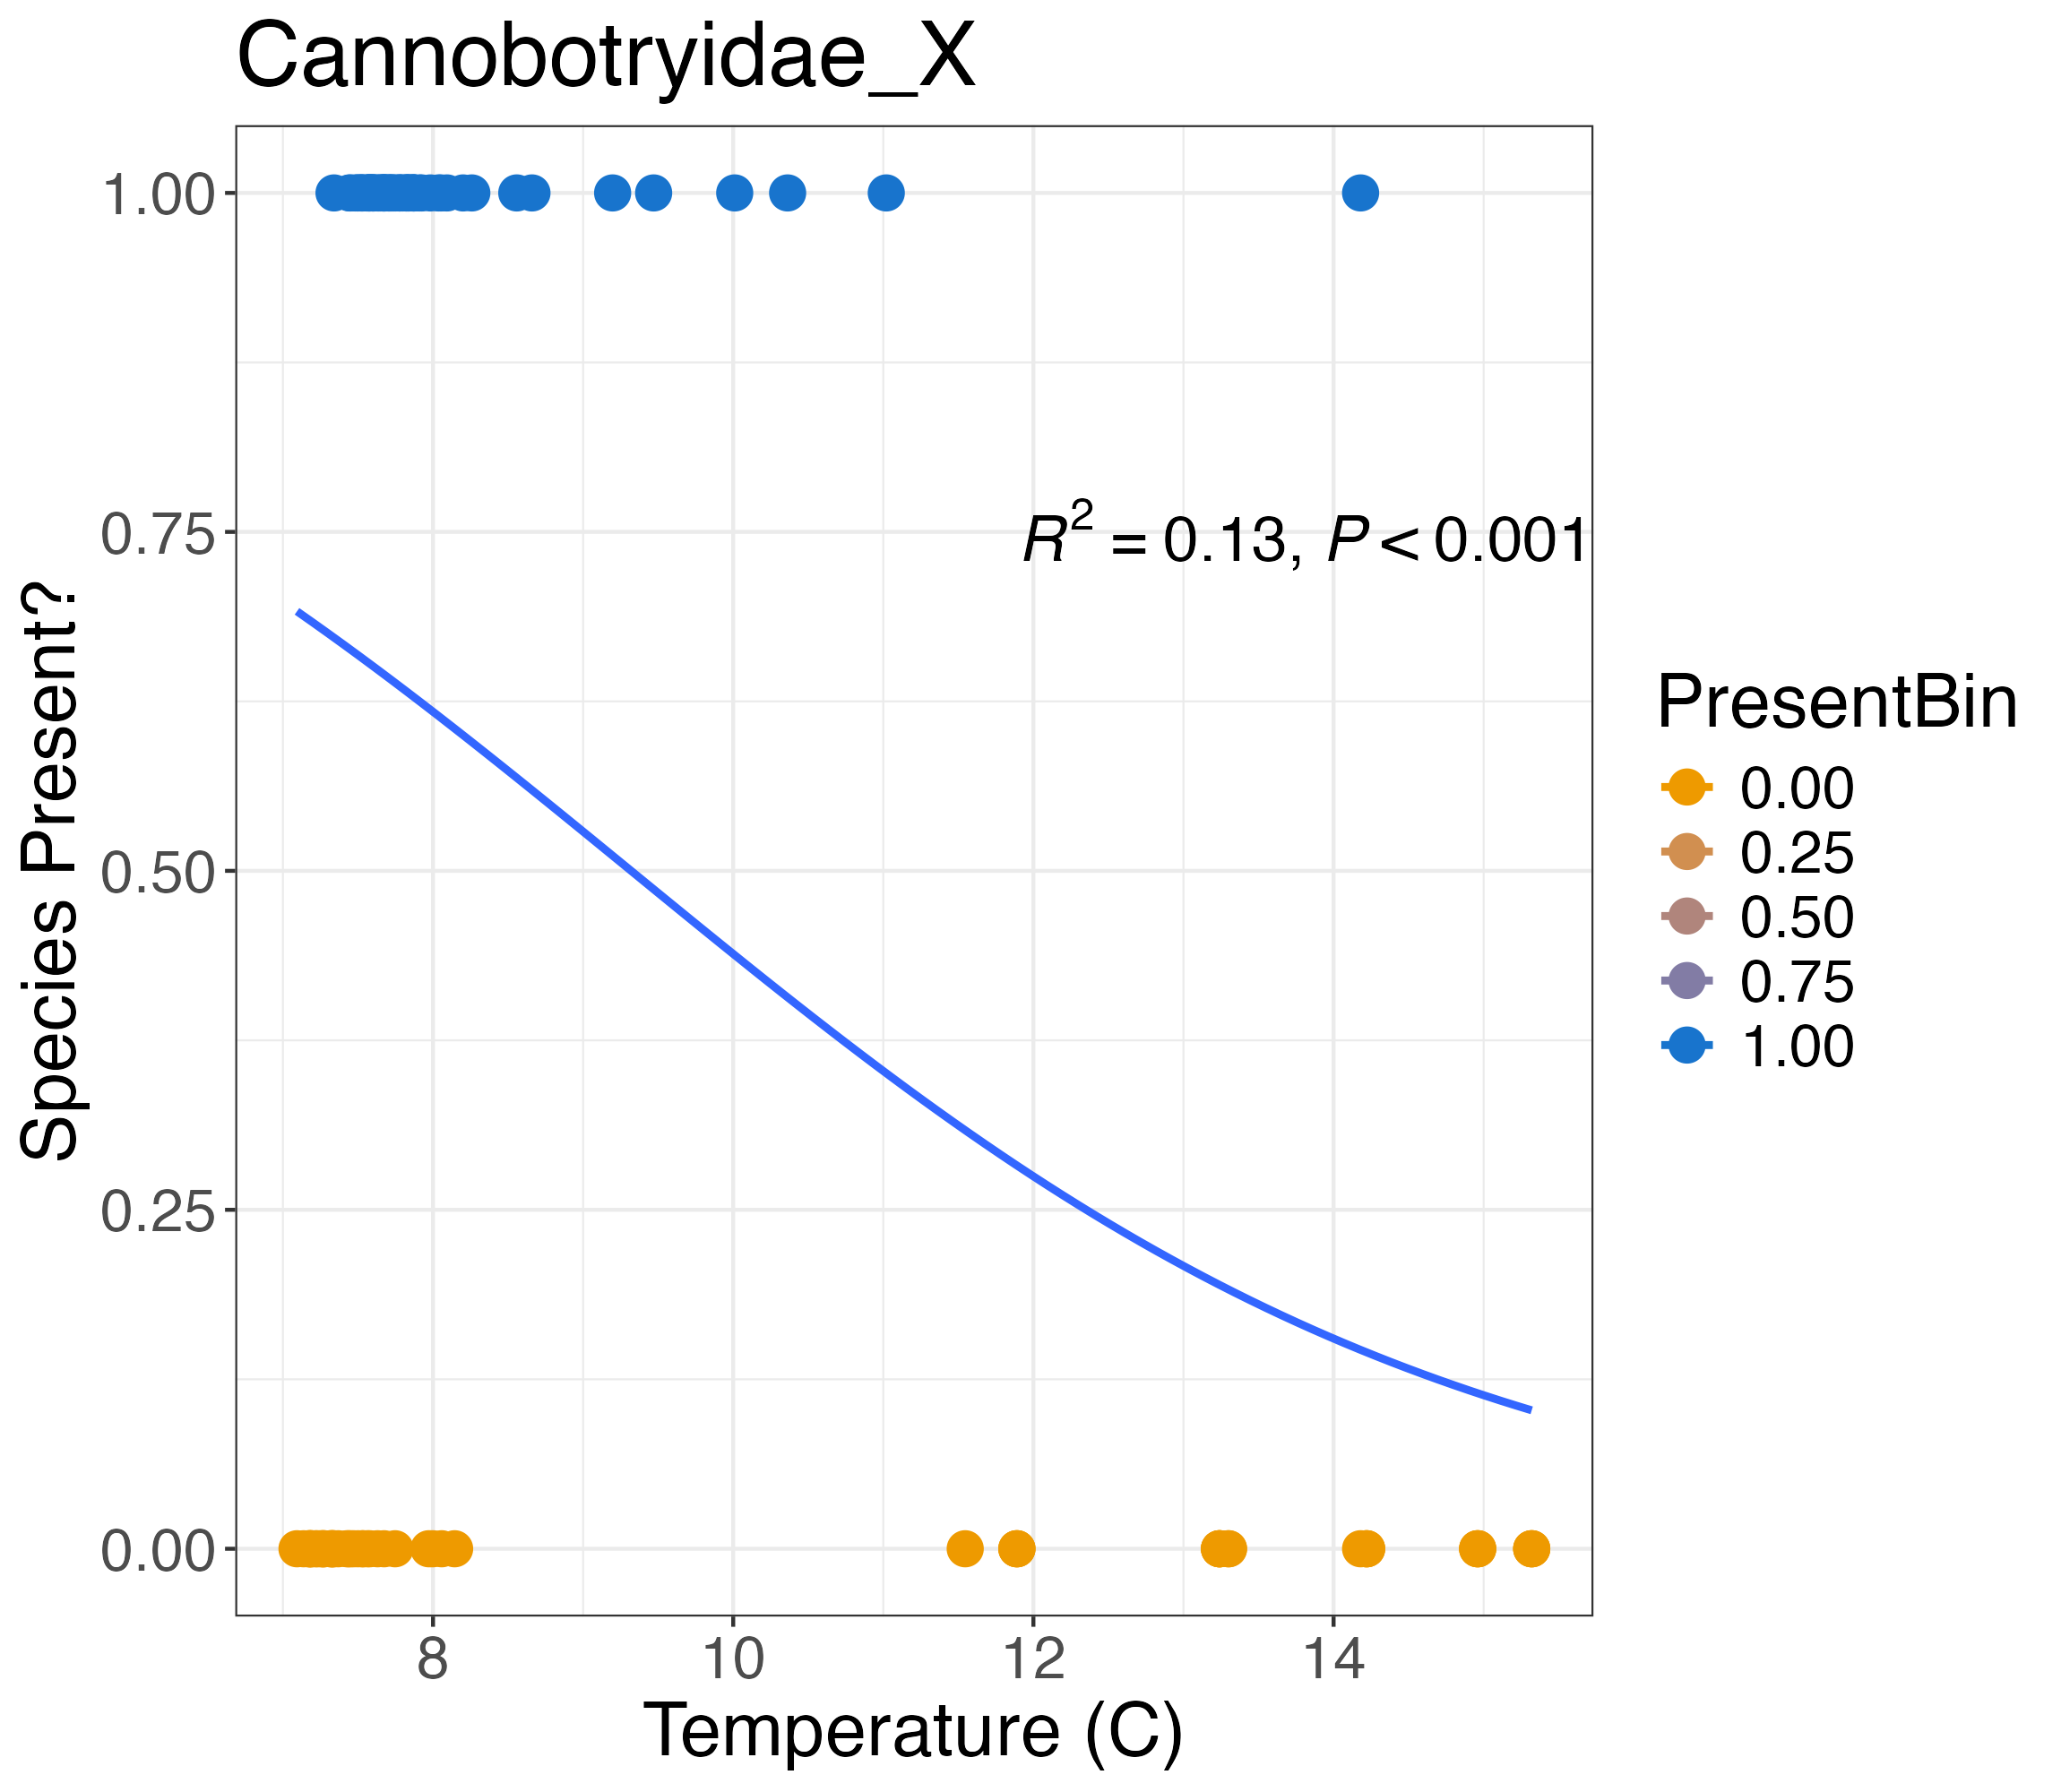 Cannobotryidae_X
1.00
0.75
0.50
0.25
0.00
R² = 0.13, P < 0.001
8 10 12 14
Temperature (C)
Species Present?
PresentBin
0.00
0.25
0.50
0.75
1.00